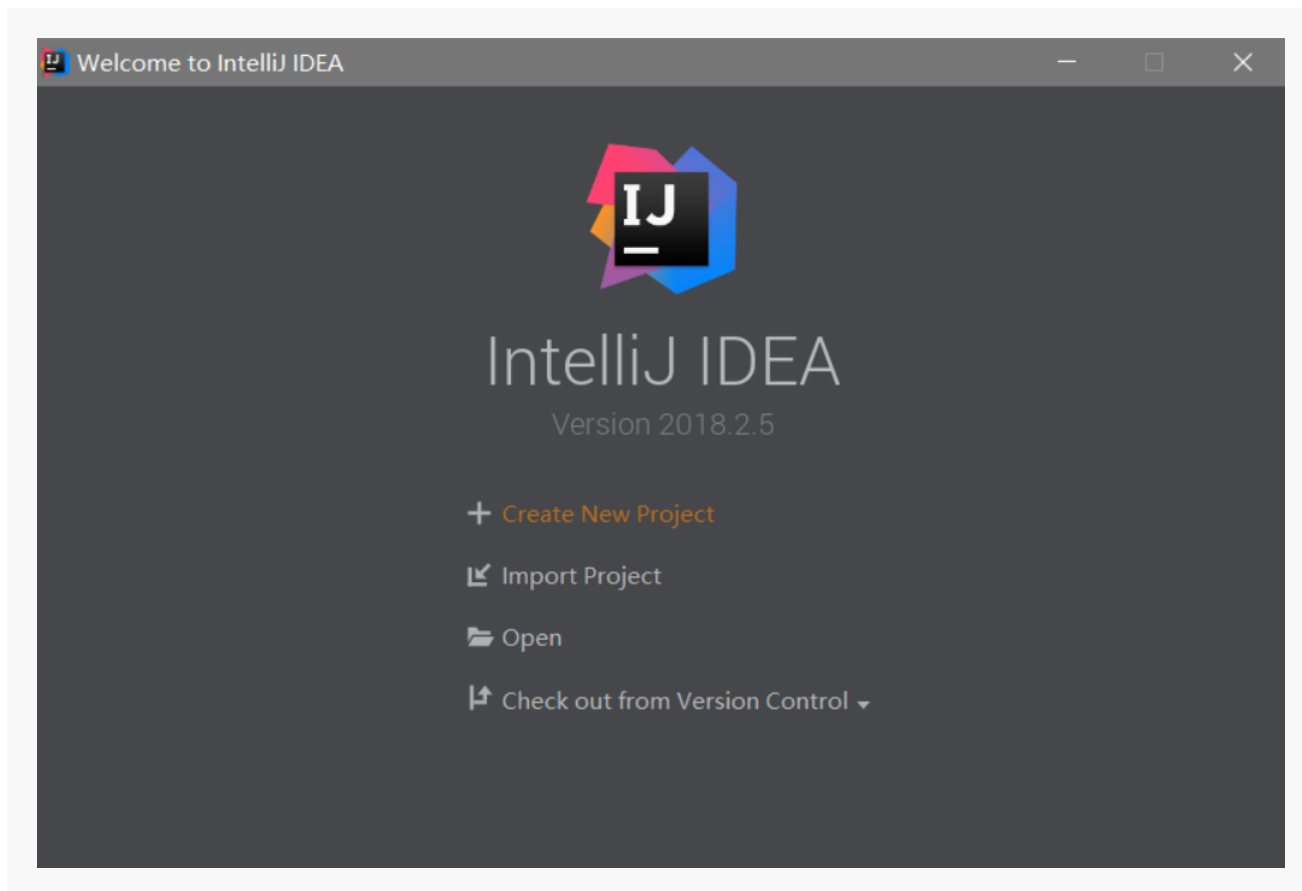 Welcome to IntelliJ IDEA
IJ
IntelliJ IDEA
Version 2018.2.5
Create New Project
Import Project
Open
Check out from Version Control